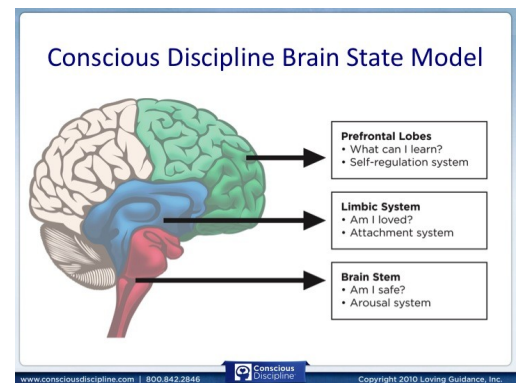 Conscious Discipline Brain State Model
Prefrontal Lobes
• What can I learn?
• Self-regulation system
Limbic System
• Am I loved?
• Attachment system
Brain Stem
• Am I safe?
• Arousal system
www.consciousdiscipline.com | 800.842.2846
Conscious
Discipline®
Copyright 2010 Loving Guidance, Inc.